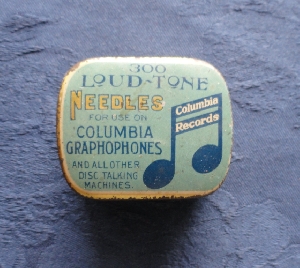 300
LOUD-TONE
NEEDLES
FOR USE ON
COLUMBIA
GRAPHOPHONES
AND ALL OTHER
DISC TALKING
MACHINES.
Columbia
Records